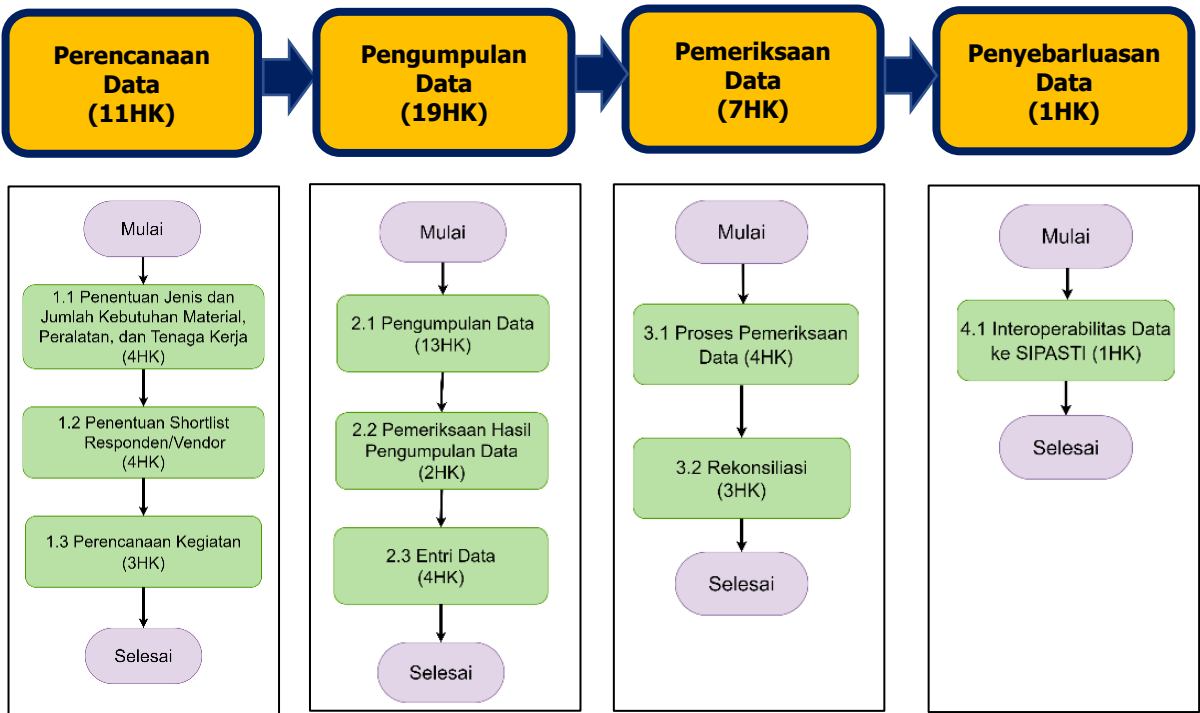 Perencanaan
Data
(11HK)
Pengumpulan
Data
(19HK)
Pemeriksaan
Data
(7HK)
Penyebarluasan
Data
(1HK)
Mulai
1.1 Penentuan Jenis dan
Jumlah Kebutuhan Material,
Peralatan, dan Tenaga Kerja
(4HK)
1.2 Penentuan Shortlist
Responden/Vendor
(4HK)
1.3 Perencanaan Kegiatan
(3HK)
Selesai
Mulai
2.1 Pengumpulan Data
(13HK)
2.2 Pemeriksaan Hasil
Pengumpulan Data
(2HK)
2.3 Entri Data
(4HK)
Selesai
Mulai
3.1 Proses Pemeriksaan
Data (4HK)
3.2 Rekonsiliasi
(3HK)
Selesai
Mulai
4.1 Interoperabilitas Data
ke SIPASTI (1HK)
Selesai